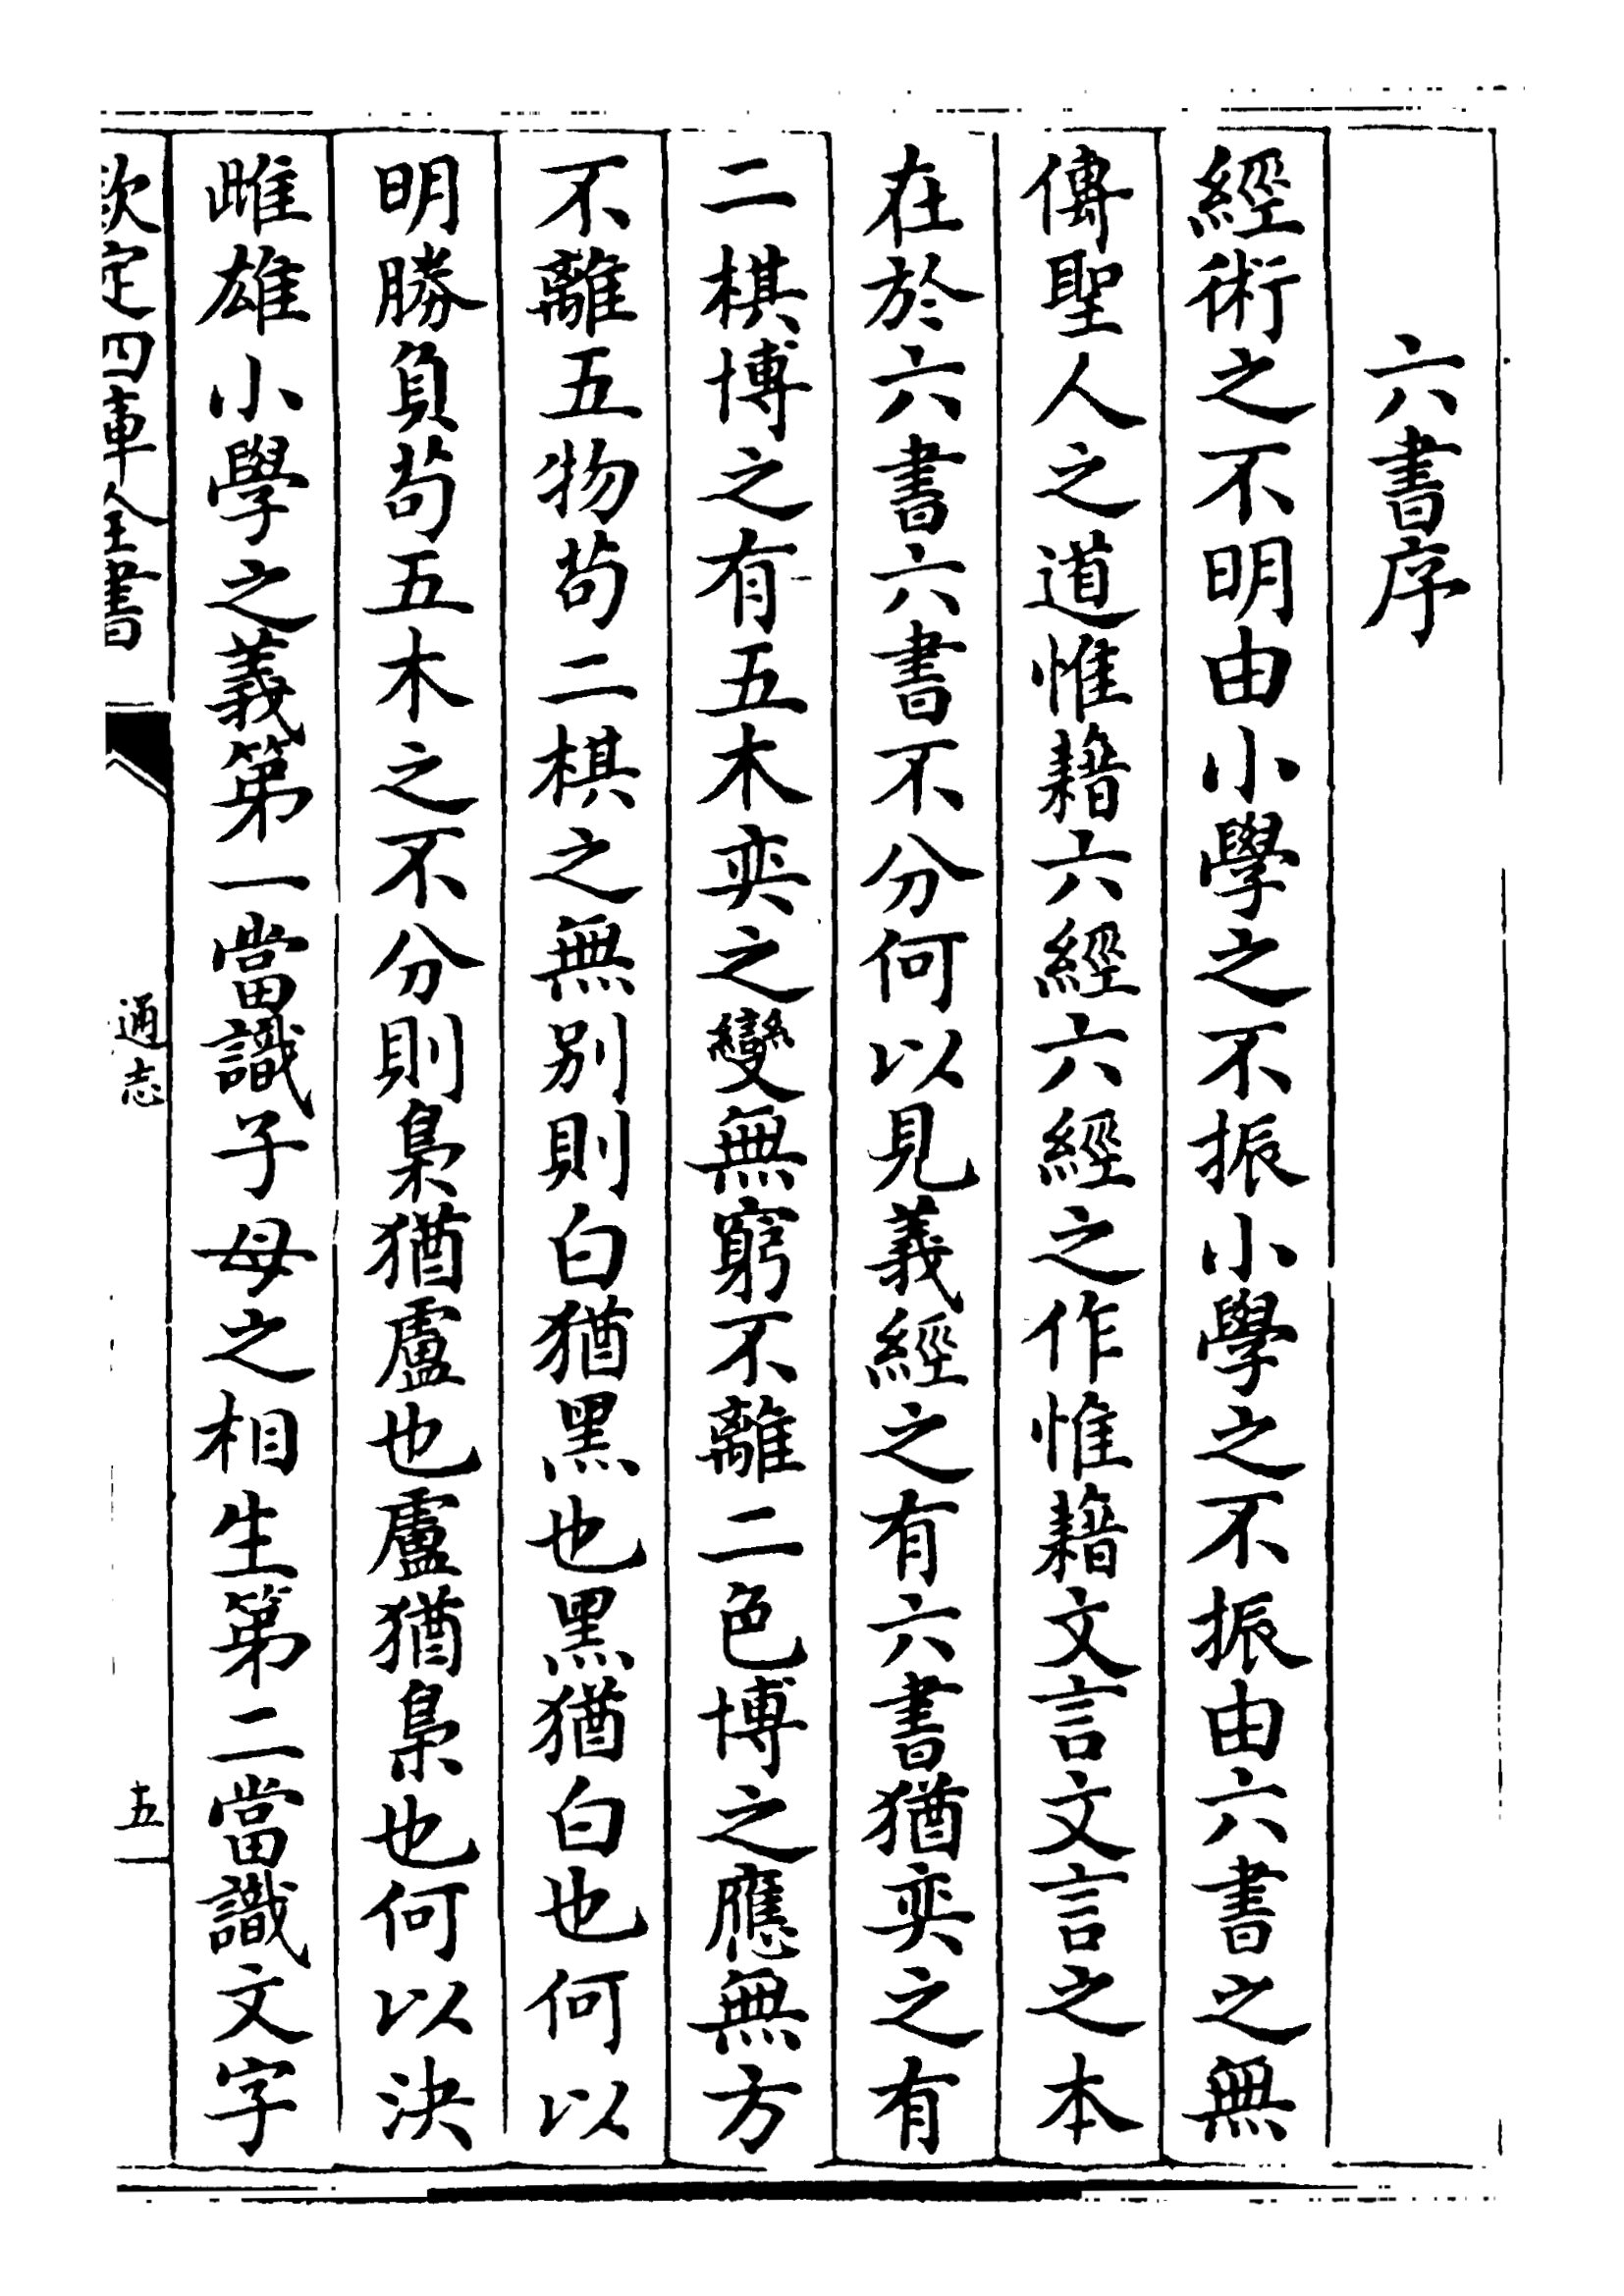 六書序
經術之不明由小學之不振小學之不振由六書之無
傳聖人之道惟藉六經六經之作惟藉文言文言之本
在於六書六書不分何以見義經之有六書猶奕之有
二棋博之有五木奕之變無窮不離二色博之應無方
不離五物茍二棋之無别則白猶黑也黑猶白也何以
明勝負茍五木之不分則梟猶盧也盧猶梟也何以決
雌雄小學之義第一當識子母之相生第二當識文字
欽定四庫全書
通志
五